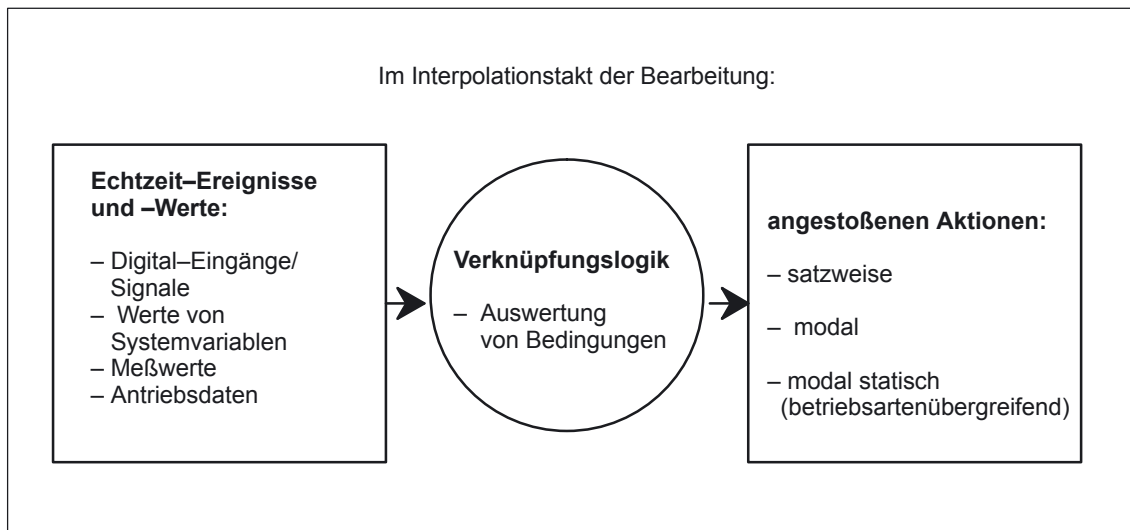 Im Interpolationstakt der Bearbeitung:
Echtzeit–Ereignisse
und –Werte:
– Digital–Eingänge/
Signale
– Werte von
Systemvariablen
– Meßwerte
– Antriebsdaten
Verknüpfungslogik
– Auswertung
von Bedingungen
angestoßenen Aktionen:
– satzweise
– modal
– modal statisch
(betriebsartenübergreifend)